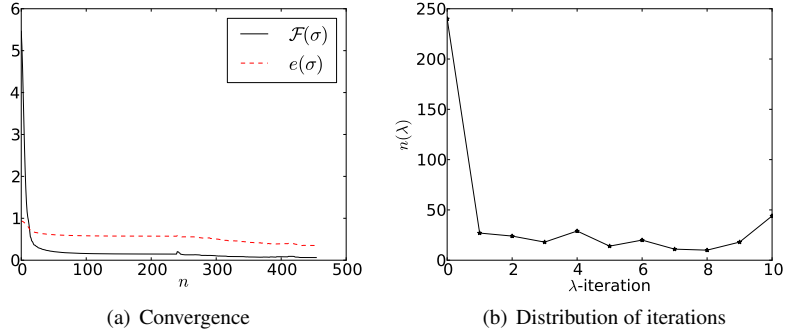 6
5
4
3
2
1
0
0 100 200 300 400 500
n
F(σ)
e(σ)
(a) Convergence
250
200
150
100
50
0
0 2 4 6 8 10
n(λ)
λ-iteration
(b) Distribution of iterations